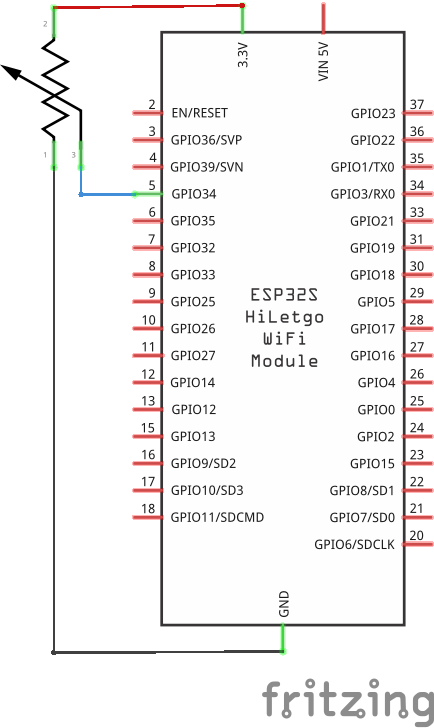 2
3.3V
VIN 5V
1
3
2 EN/RESET
3 GPIO36/SVP
4 GPIO39/SVN
5 GPIO34
6 GPIO35
7 GPIO32
8 GPIO33
9 GPIO25
10 GPIO26
11 GPIO27
12 GPIO14
13 GPIO12
15 GPIO13
16 GPIO9/SD2
17 GPIO10/SD3
18 GPIO11/SDCMD
ESP32S
HiLetgo
WiFi
Module
GPIO23 37
GPIO22 36
GPIO1/TX0 35
GPIO3/RX0 34
GPIO21 33
GPIO19 31
GPIO18 30
GPIO5 29
GPIO17 28
GPIO16 27
GPIO4 26
GPIO0 25
GPIO2 24
GPIO15 23
GPIO8/SD1 22
GPIO7/SD0 21
GPIO6/SDCLK 20
GND
fritzing